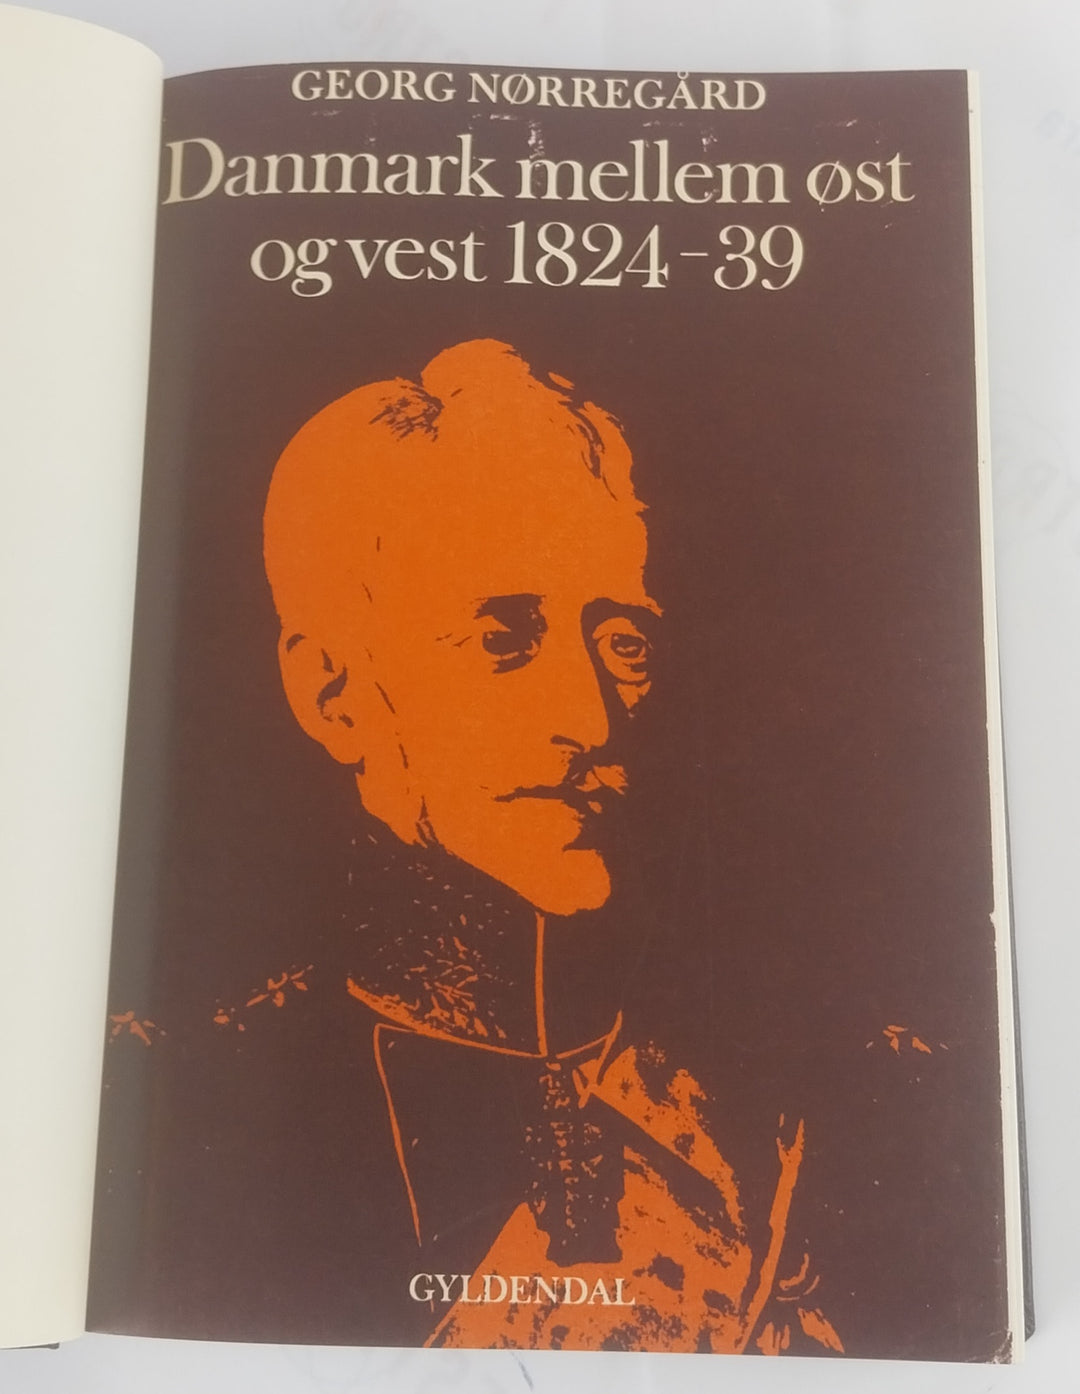 GEORG NØRREGÅRD
Danmark mellem øst
og vest 1824-39
GYLDENDAL